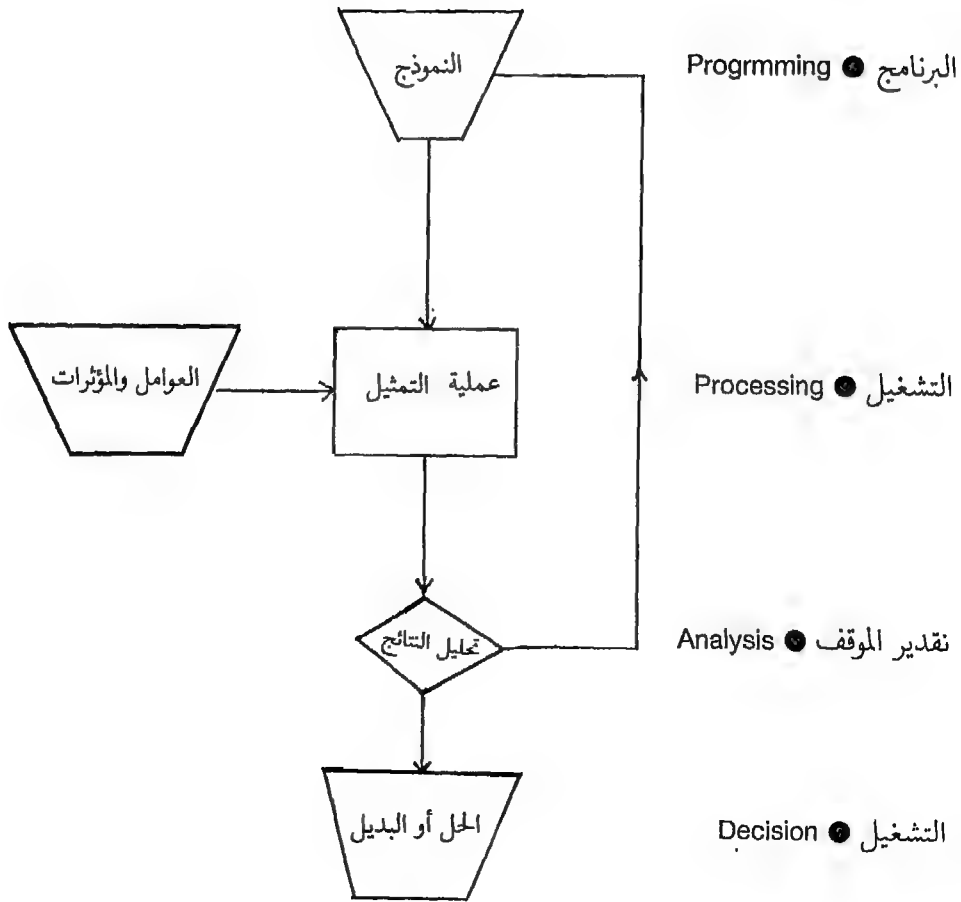 النموذج
البرنامج ● Progrmming
العوامل والمؤثرات
عملية التمثيل
التشغيل ● Processing
تحليل النتائج
نقدير الموقف ● Analysis
الحل أو البديل
التشغيل ● Decision